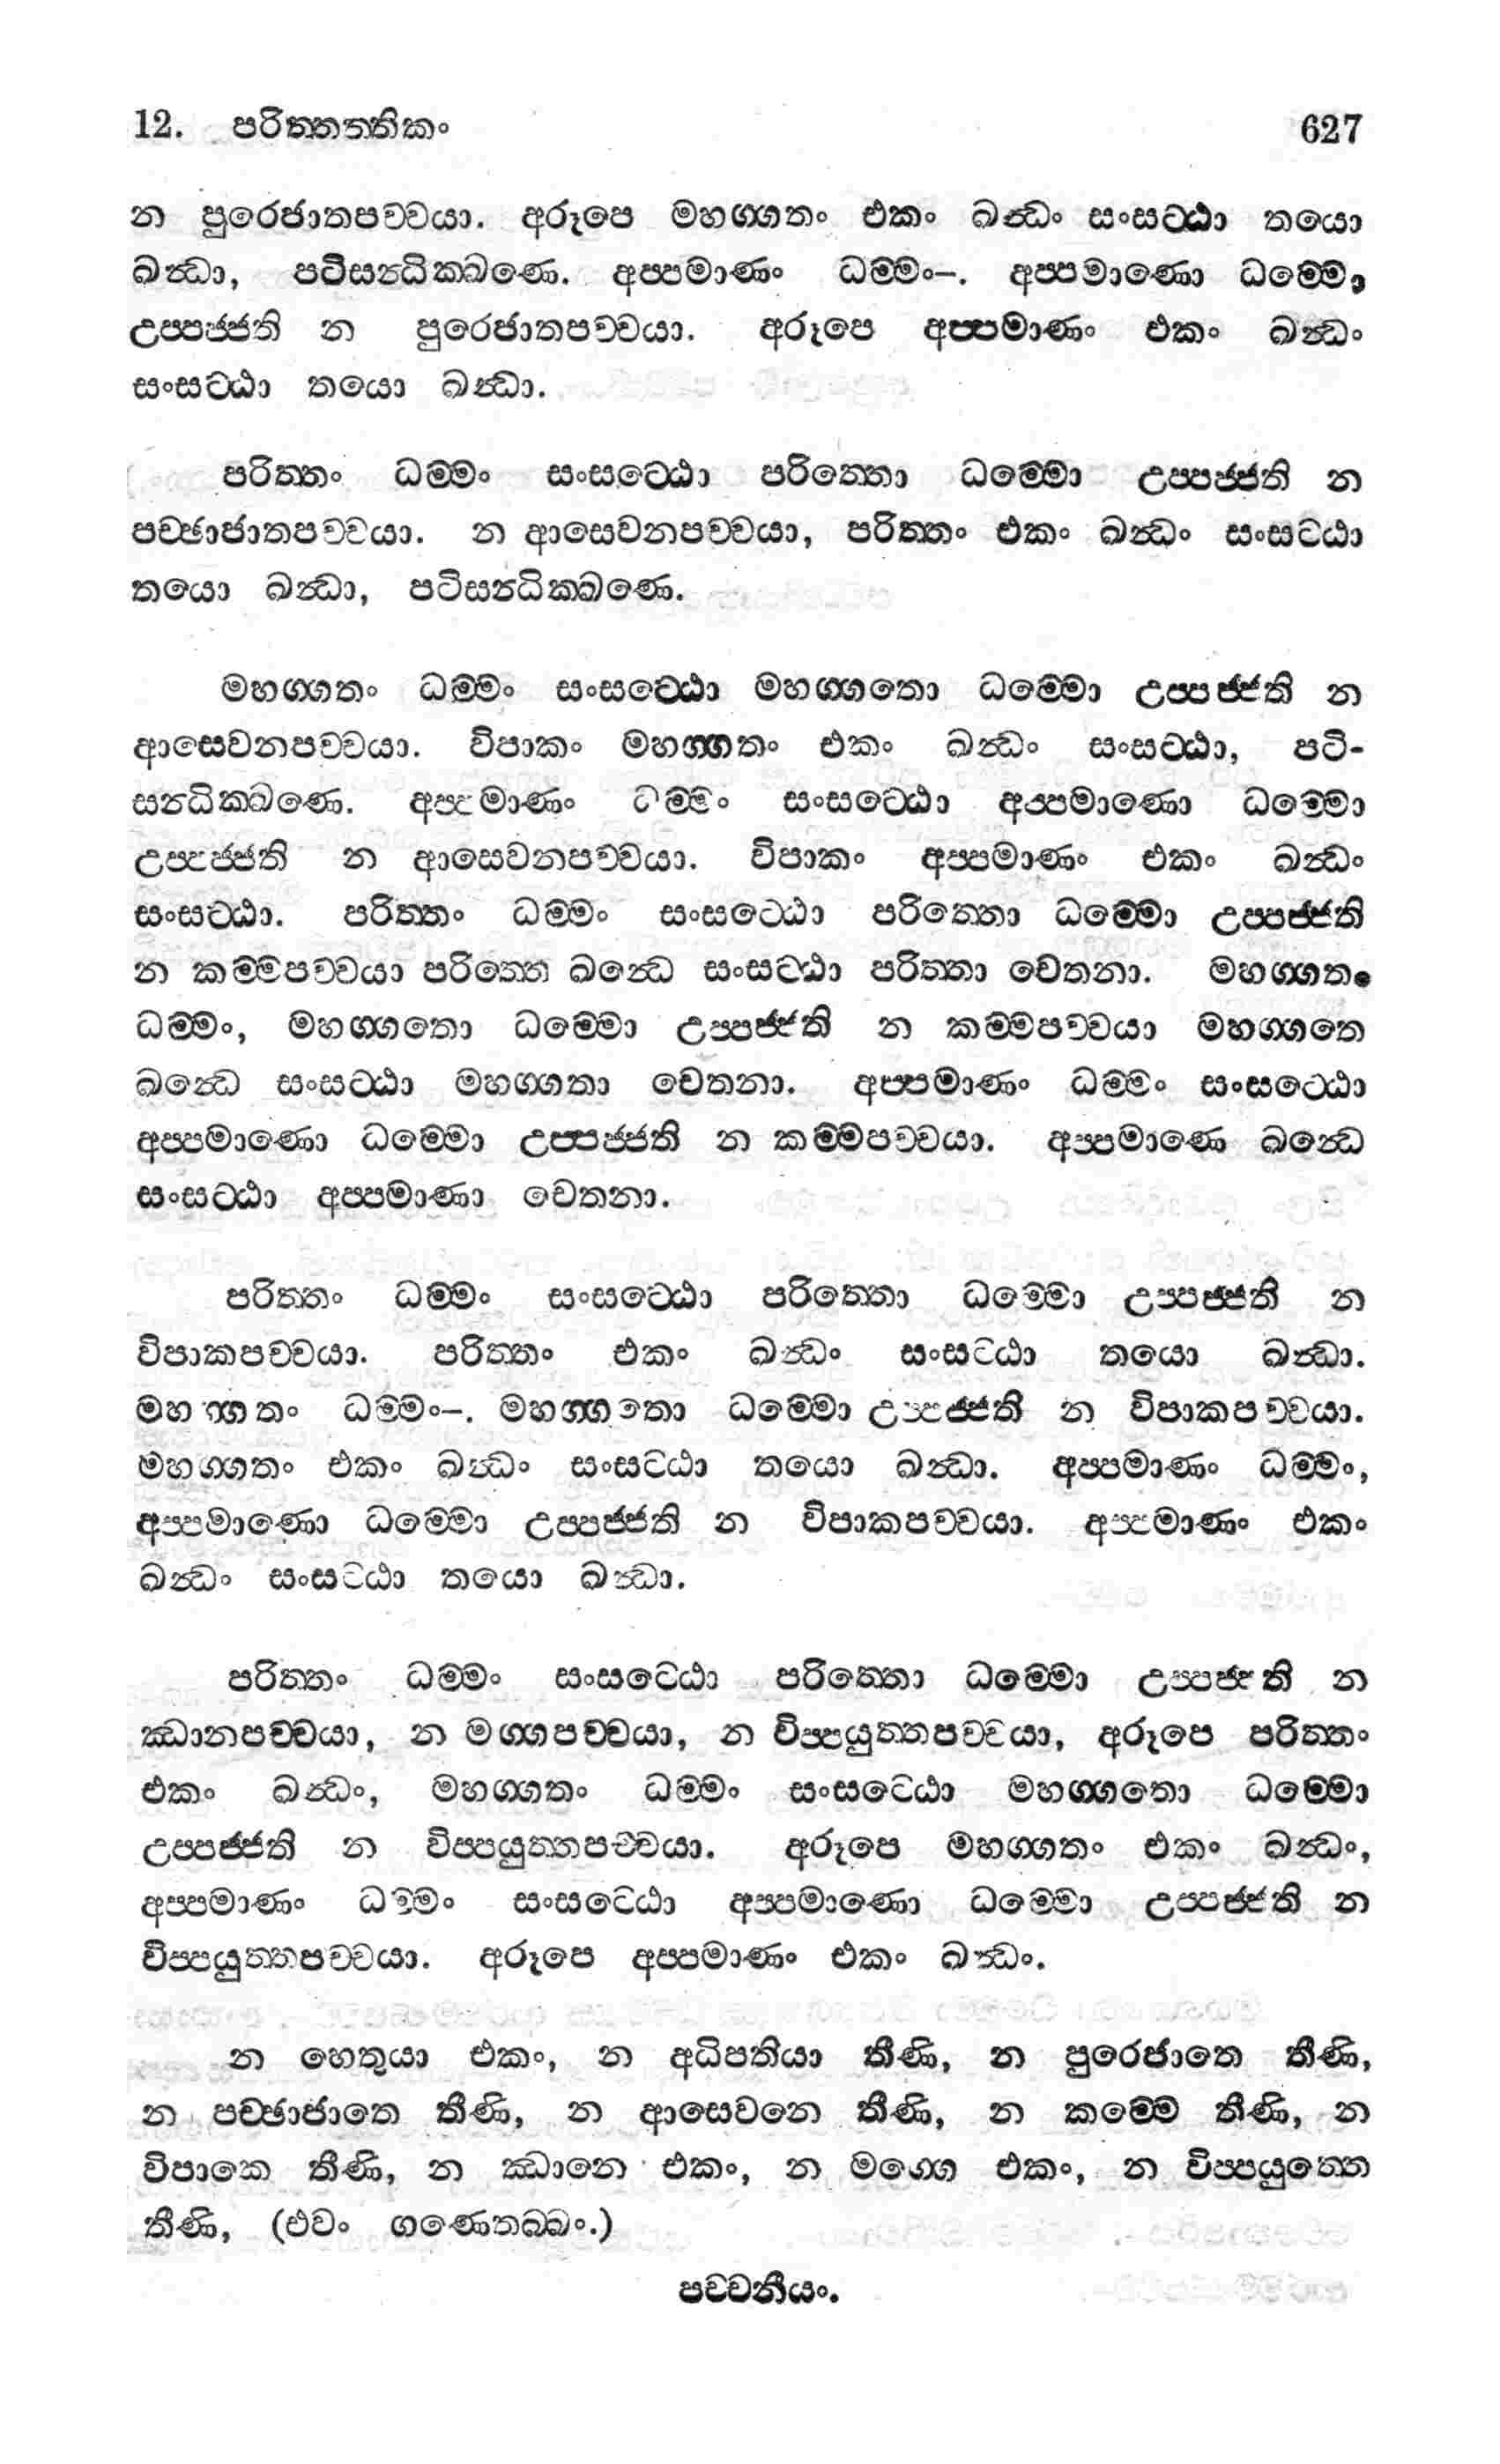 12. පරිත්තත්තිකං 627
න පුරෙජාතපච්චයා. අරූපෙ මහග්ගතං එකං ඛන්ධං සංසට්ඨා තයො
ඛන්ධා, පටිසන්ධික්ඛණෙ. අප්පමාණං ධම්මං–. අප්පමාණො ධම්මො
උප්පජ්ජති න පුරෙජාතපච්චයා. අරූපෙ අප්පමාණං එකං ඛන්ධං
සංසට්ඨා තයො ඛන්ධා.
පරිත්තං ධම්මං සංසට්ඨො පරිත්තො ධම්මො උප්පජ්ජති න
පච්ඡාජාතපච්චයා. න ආසෙවනපච්චයා, පරිත්තං එකං ඛන්ධං සංසට්ඨා
තයො ඛන්ධා, පටිසන්ධික්ඛණෙ.
මහග්ගතං ධම්මං සංසට්ඨො මහග්ගතො ධම්මො උප්පජ්ජති න
ආසෙවනපච්චයා. විපාකං මහග්ගතං එකං ඛන්ධං සංසට්ඨා, පටි-
සන්ධික්ඛණෙ. අප්පමාණං ධම්මං සංසට්ඨො අප්පමාණො ධම්මො
උප්පජ්ජති න ආසෙවනපච්චයා. විපාකං අප්පමාණං එකං ඛන්ධං
සංසට්ඨා. පරිත්තං ධම්මං සංසට්ඨො පරිත්තො ධම්මො උප්පජ්ජති
න කම්මපච්චයා පරිත්තෙ ඛන්ධෙ සංසට්ඨා පරිත්තා චෙතනා. මහග්ගතං
ධම්මං, මහග්ගතො ධම්මො උප්පජ්ජති න කම්මපච්චයා මහග්ගතෙ
ඛන්ධෙ සංසට්ඨා මහග්ගතා චෙතනා. අප්පමාණං ධම්මං සංසට්ඨො
අප්පමාණො ධම්මො උප්පජ්ජති න කම්මපච්චයා. අප්පමාණෙ ඛන්ධෙ
සංසට්ඨා අප්පමාණා චෙතනා.
පරිත්තං ධම්මං සංසට්ඨො පරිත්තො ධම්මො උප්පජ්ජති න
විපාකපච්චයා. පරිත්තං එකං ඛන්ධං සංසට්ඨා තයො ඛන්ධා.
මහග්ගතං ධම්මං–. මහග්ගතො ධම්මො උප්පජ්ජති න විපාකපච්චයා.
මහග්ගතං එකං ඛන්ධං සංසට්ඨා තයො ඛන්ධා. අප්පමාණං ධම්මං,
අප්පමාණො ධම්මො උප්පජ්ජති න විපාකපච්චයා. අප්පමාණං එකං
ඛන්ධං සංසට්ඨා තයො ඛන්ධා.
පරිත්තං ධම්මං සංසට්ඨො පරිත්තො ධම්මො උප්පජ්ජති න
ඣානපච්චයා, න මග්ගපච්චයා, න විප්පයුත්තපච්චයා, අරූපෙ පරිත්තං
එකං ඛන්ධං, මහග්ගතං ධම්මං සංසට්ඨො මහග්ගතො ධම්මො
උප්පජ්ජති න විප්පයුත්තපච්චයා. අරූපෙ මහග්ගතං එකං ඛන්ධං,
අප්පමාණං ධම්මං සංසට්ඨො අප්පමාණො ධම්මො උප්පජ්ජති න
විප්පයුත්තපච්චයා. අරූපෙ අප්පමාණං එකං ඛන්ධං.
න හෙතුයා එකං, න අධිපතියා තීණි, න පුරෙජාතෙ තීණි,
න පච්ඡාජාතෙ තීණි, න ආසෙවනෙ තීණි, න කම්මෙ තීණි, න
විපාකෙ තීණි, න ඣානෙ එකං, න මග්ගෙ එකං, න විප්පයුත්තෙ
තීණි, (එවං ගණෙතබ්බං.)
පච්චනීයං.